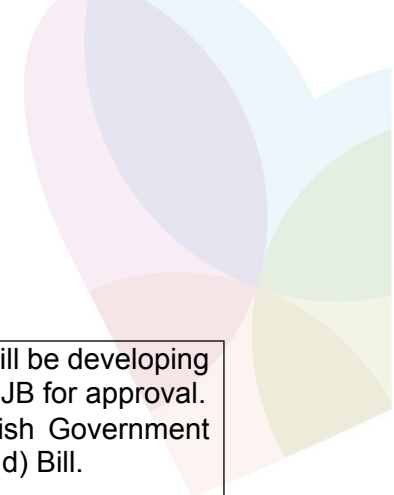 ill be developing
JB for approval.
ish Government
d) Bill.